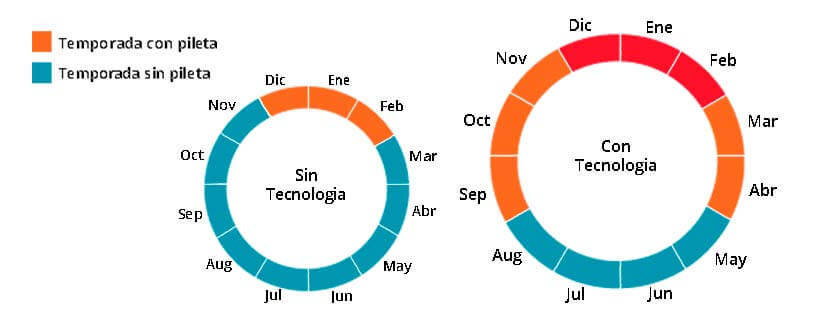 Temporada con pileta
Temporada sin pileta
Dic
Ene
Feb
Mar
Abr
May
Jun
Jul
Aug
Sep
Oct
Nov
Sin
Tecnologia
Dic
Ene
Feb
Mar
Abr
May
Jun
Jul
Aug
Sep
Oct
Nov
Con
Tecnologia